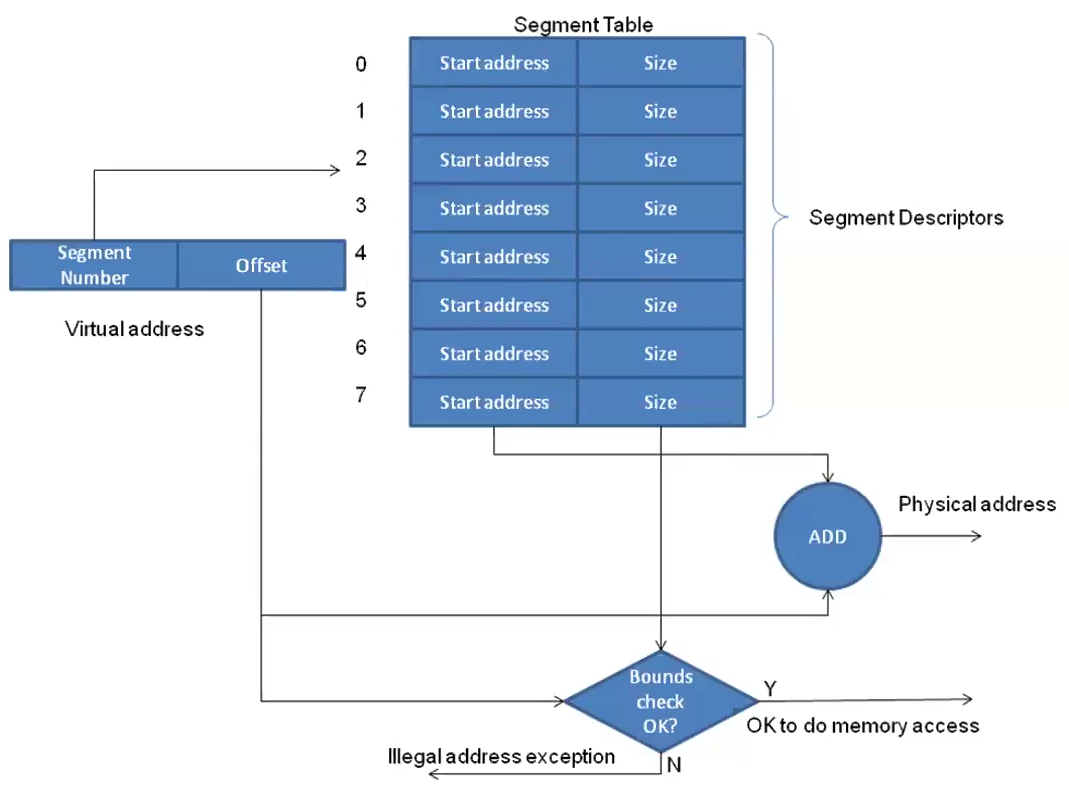 Segment Table
0
Start address
Size
1
Start address
Size
2
Start address
Size
3
Start address
Size
4
Start address
Size
5
Start address
Size
6
Start address
Size
7
Start address
Size
Segment Descriptors
Segment
Number
Offset
Virtual address
ADD
Physical address
Bounds
check
OK?
Y
OK to do memory access
N
Illegal address exception